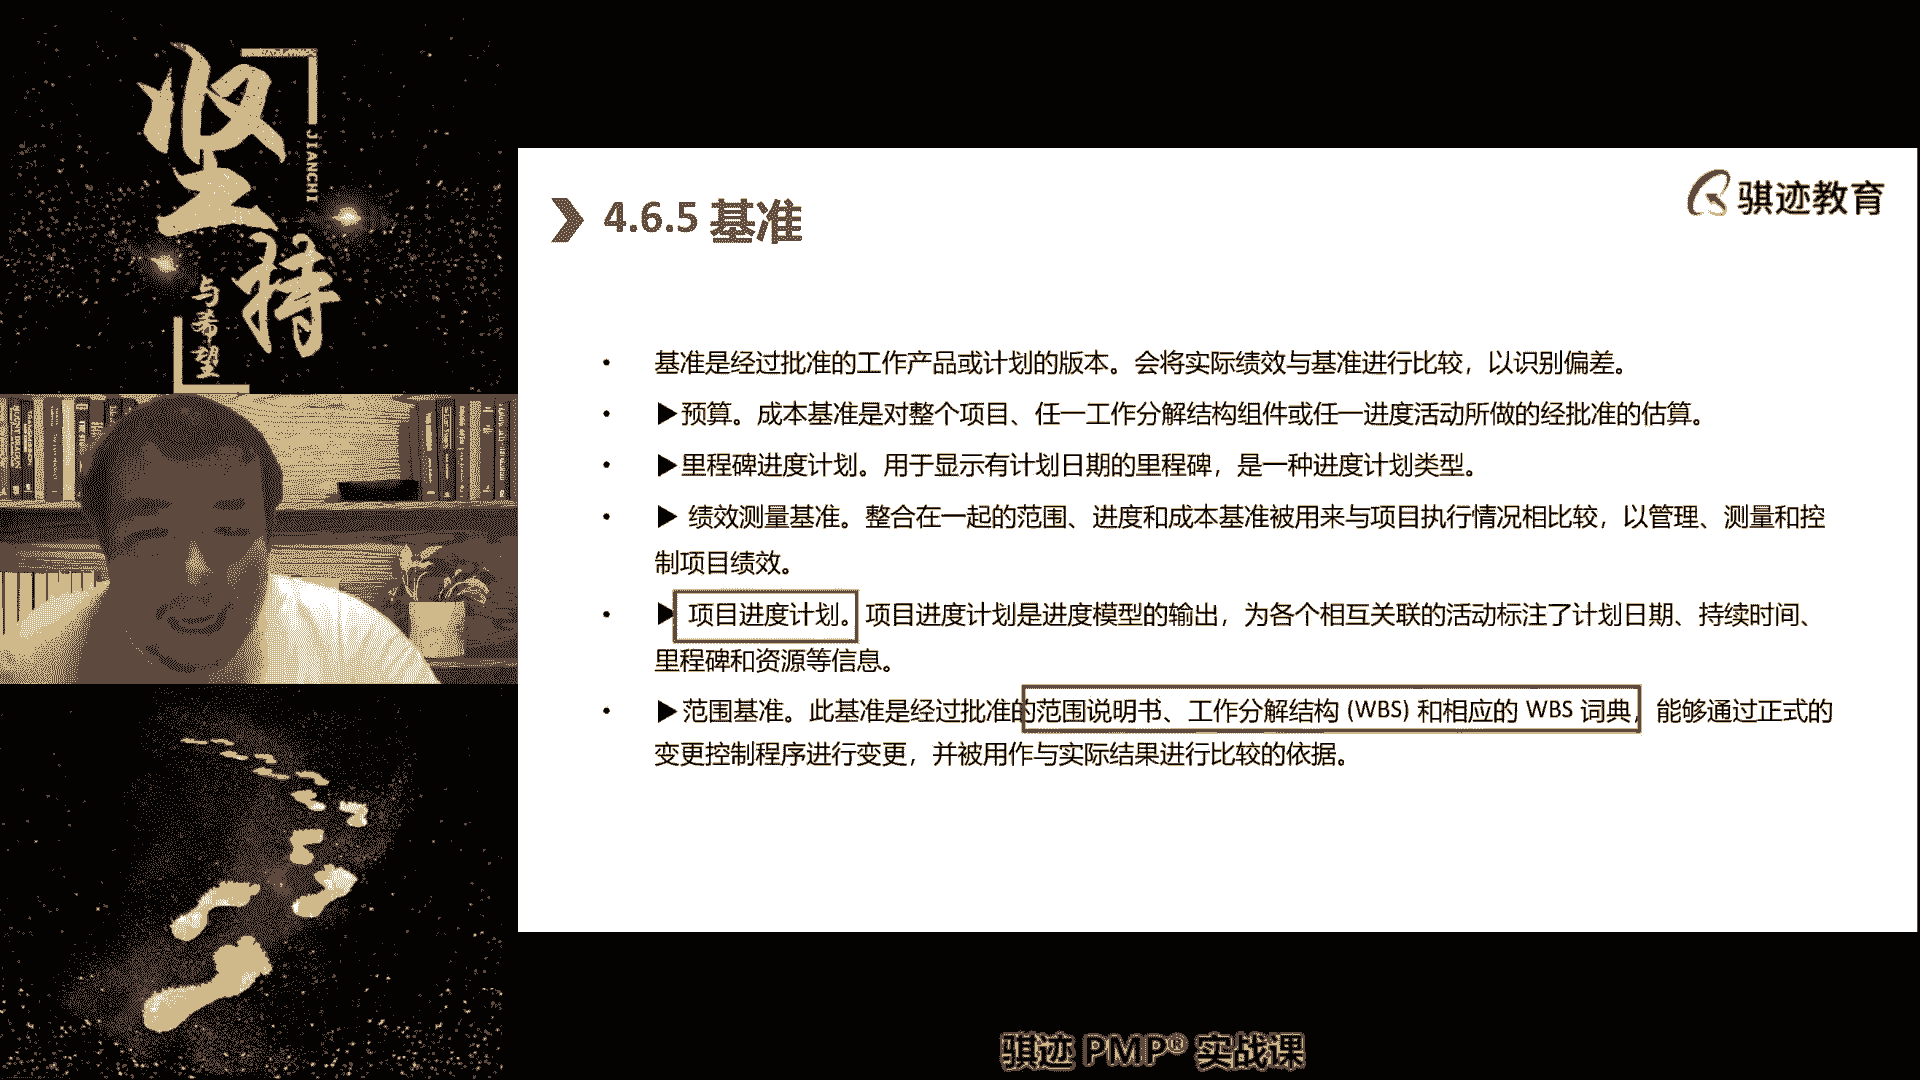 坚持
JIANCHI
与希望
骐迹教育
4.6.5 基准
• 基准是经过批准的工作产品或计划的版本。会将实际绩效与基准进行比较，以识别偏差。
• ▶预算。成本基准是对整个项目、任一工作分解结构组件或任一进度活动所做的经批准的估算。
• ▶里程碑进度计划。用于显示有计划日期的里程碑，是一种进度计划类型。
• ▶ 绩效测量基准。整合在一起的范围、进度和成本基准被用来与项目执行情况相比较，以管理、测量和控
制项目绩效。
• ▶ 项目进度计划。项目进度计划是进度模型的输出，为各个相互关联的活动标注了计划日期、持续时间、
里程碑和资源等信息。
• ▶范围基准。此基准是经过批准的范围说明书、工作分解结构 (WBS) 和相应的 WBS 词典，能够通过正式的
变更控制程序进行变更，并被用作与实际结果进行比较的依据。
骐迹 PMP® 实战课